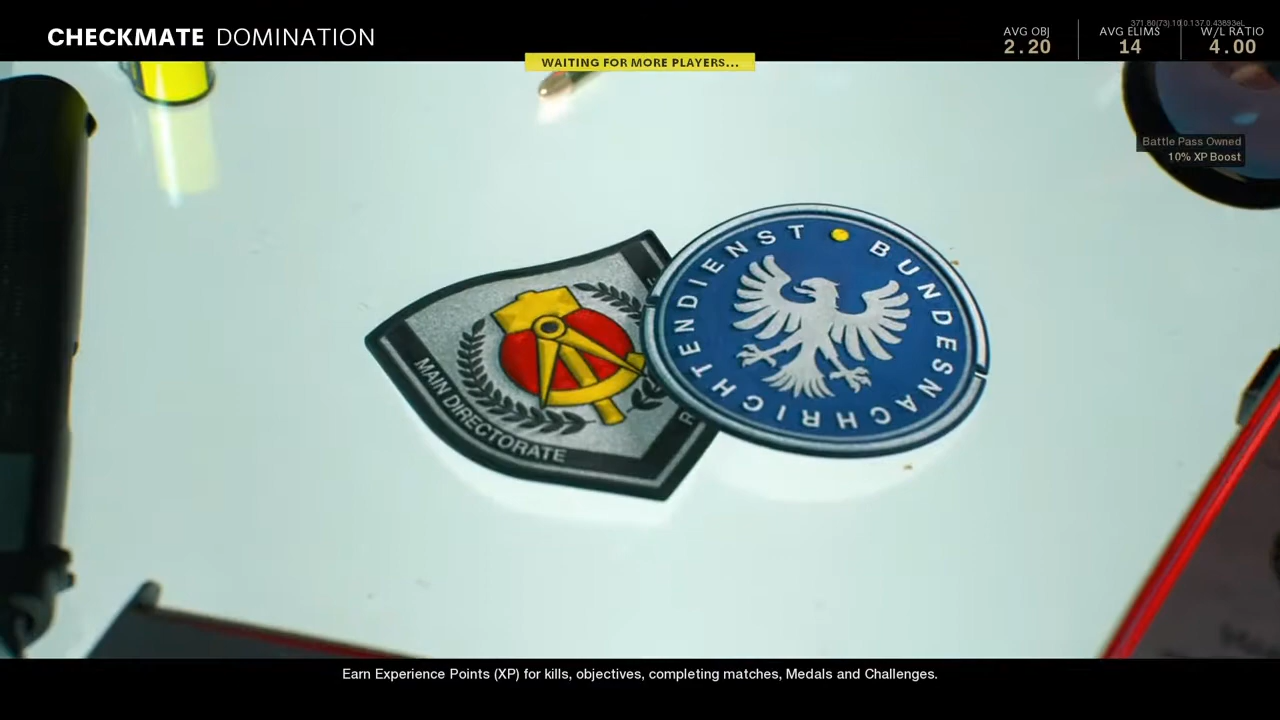 CHECKMATE DOMINATION
AVG OBJ
2.20
AVG ELIMS
14
W/L RATIO
4.00
WAITING FOR MORE PLAYERS...
Battle Pass Owned
10% XP Boost
BUNDESNACHRICHTENDIENST
MAIN DIRECTORATE
R
Earn Experience Points (XP) for kills, objectives, completing matches, Medals and Challenges.